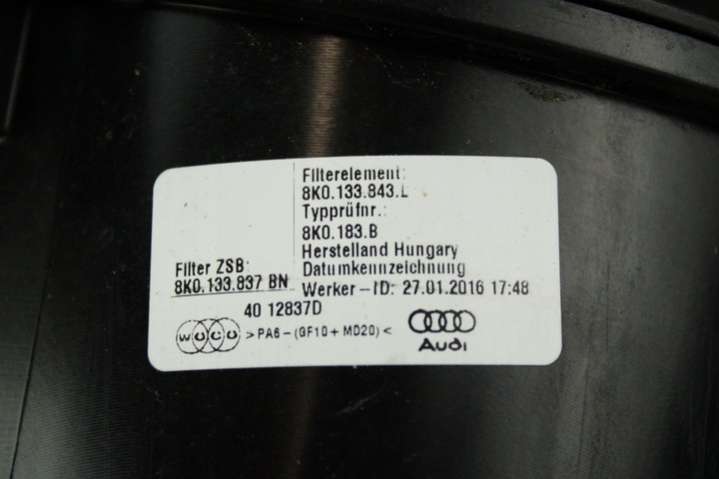 Filterelement:
8K0.133.843.L
Typprüfnr.:
8K0.183.B
Herstelland Hungary
Filter ZSB:
Datumkennzeichnung
8K0.133.837 BN
Werker-ID: 27.01.2016 17:48
40 12837D
WOCO
>PA6-(GF10+MD20)<
Audi